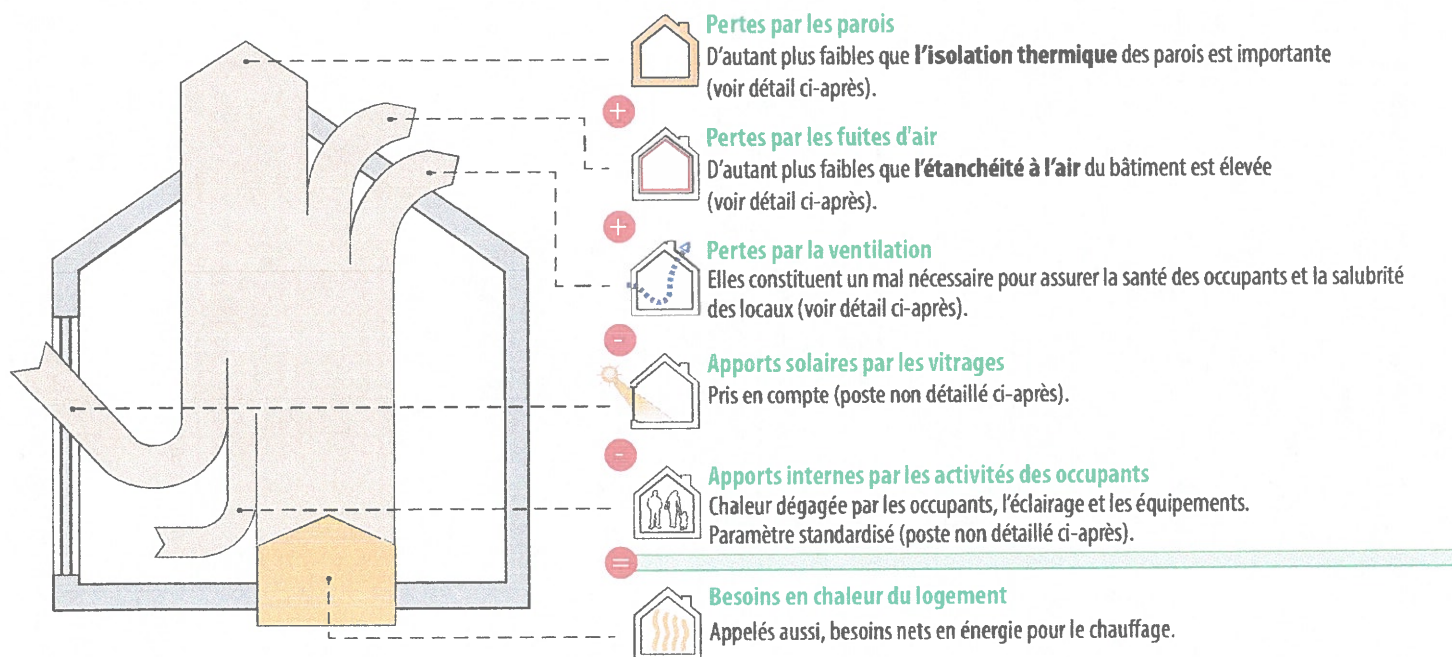 Pertes par les parois
D'autant plus faibles que l'isolation thermique des parois est importante
(voir détail ci-après).
+
Pertes par les fuites d'air
D'autant plus faibles que l'étanchéité à l'air du bâtiment est élevée
(voir détail ci-après).
+
Pertes par la ventilation
Elles constituent un mal nécessaire pour assurer la santé des occupants et la salubrité
des locaux (voir détail ci-après).
-
Apports solaires par les vitrages
Pris en compte (poste non détaillé ci-après).
-
Apports internes par les activités des occupants
Chaleur dégagée par les occupants, l'éclairage et les équipements.
Paramètre standardisé (poste non détaillé ci-après).
=
Besoins en chaleur du logement
Appelés aussi, besoins nets en énergie pour le chauffage.